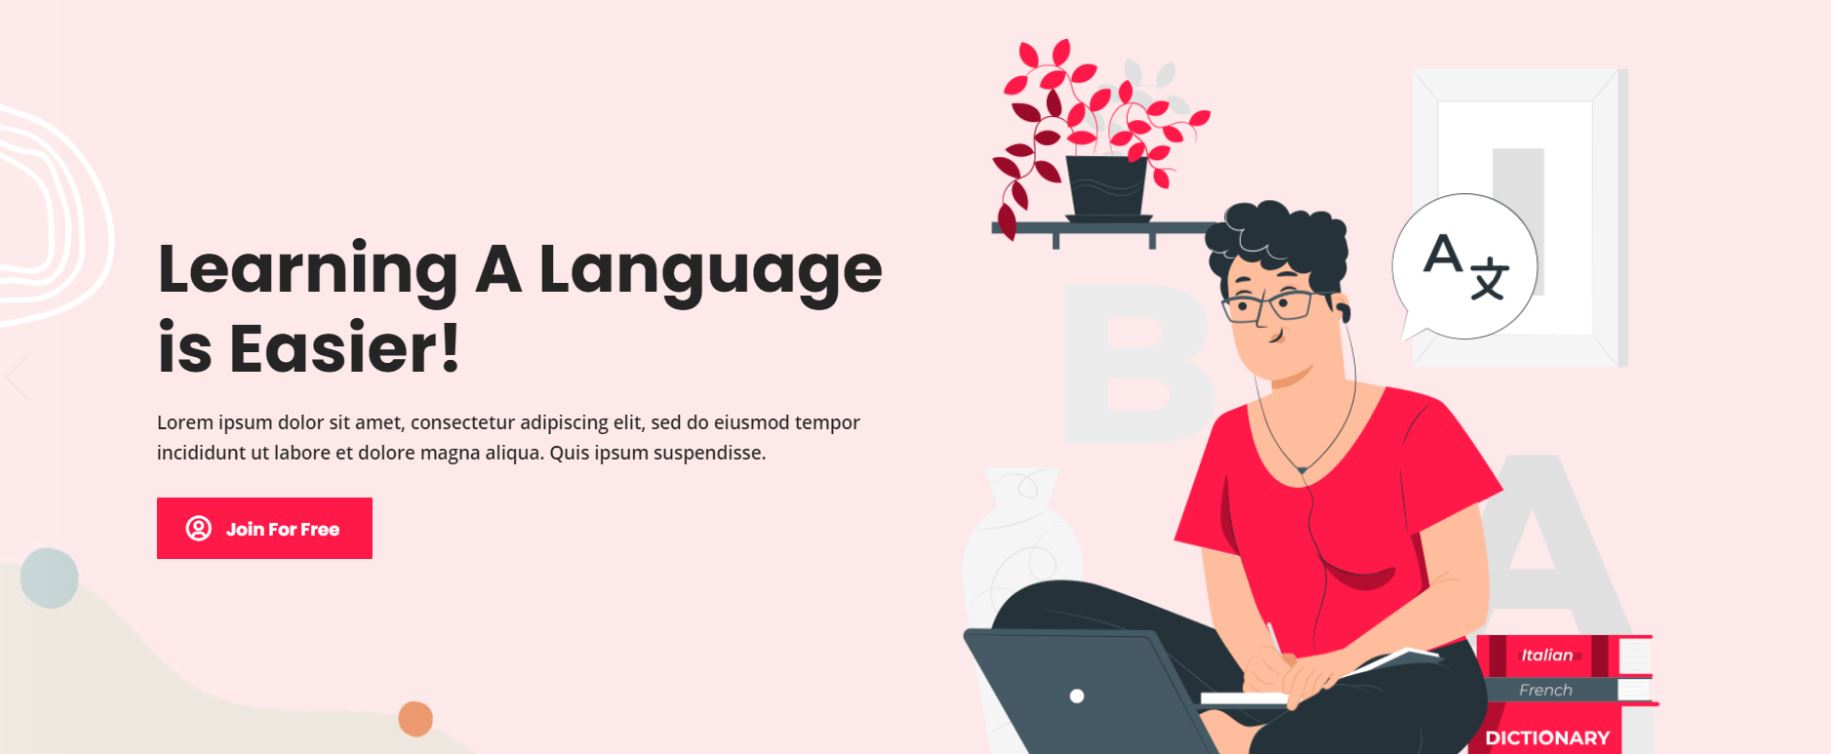 Learning A Language
is Easier!
Lorem ipsum dolor sit amet, consectetur adipiscing elit, sed do eiusmod tempor
incididunt ut labore et dolore magna aliqua. Quis ipsum suspendisse.
Join For Free
A文
B
A
Italian
French
DICTIONARY